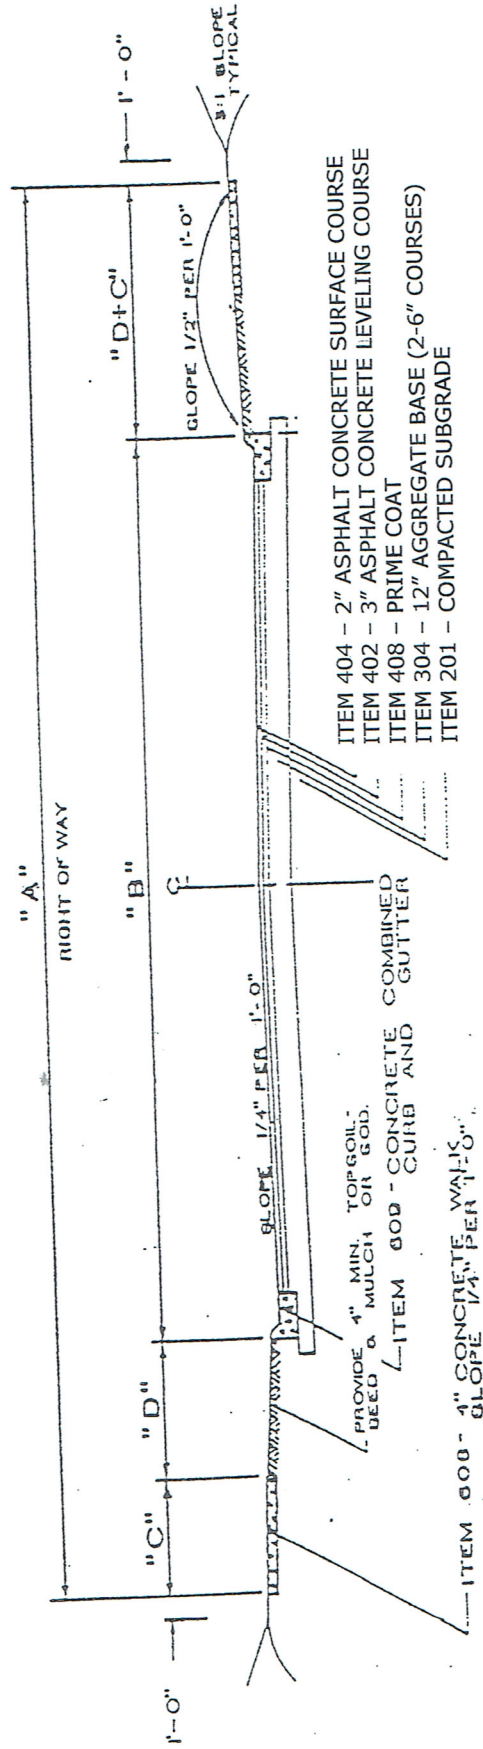 "A"
RIGHT OF WAY
1'-0"
"C"
"D"
"B"
"D+C"
1'-0"
SLOPE 1/4" PER 1'-0"
SLOPE 1/2" PER 1'-0"
3:1 SLOPE
TYPICAL
PROVIDE 4" MIN. TOPSOIL-
SEED & MULCH OR SOD.
ITEM 609 - CONCRETE COMBINED
CURB AND GUTTER
ITEM 608 - 4" CONCRETE WALK
SLOPE 1/4" PER 1'-0"
ITEM 404 – 2" ASPHALT CONCRETE SURFACE COURSE
ITEM 402 – 3" ASPHALT CONCRETE LEVELING COURSE
ITEM 408 – PRIME COAT
ITEM 304 – 12" AGGREGATE BASE (2-6" COURSES)
ITEM 201 – COMPACTED SUBGRADE